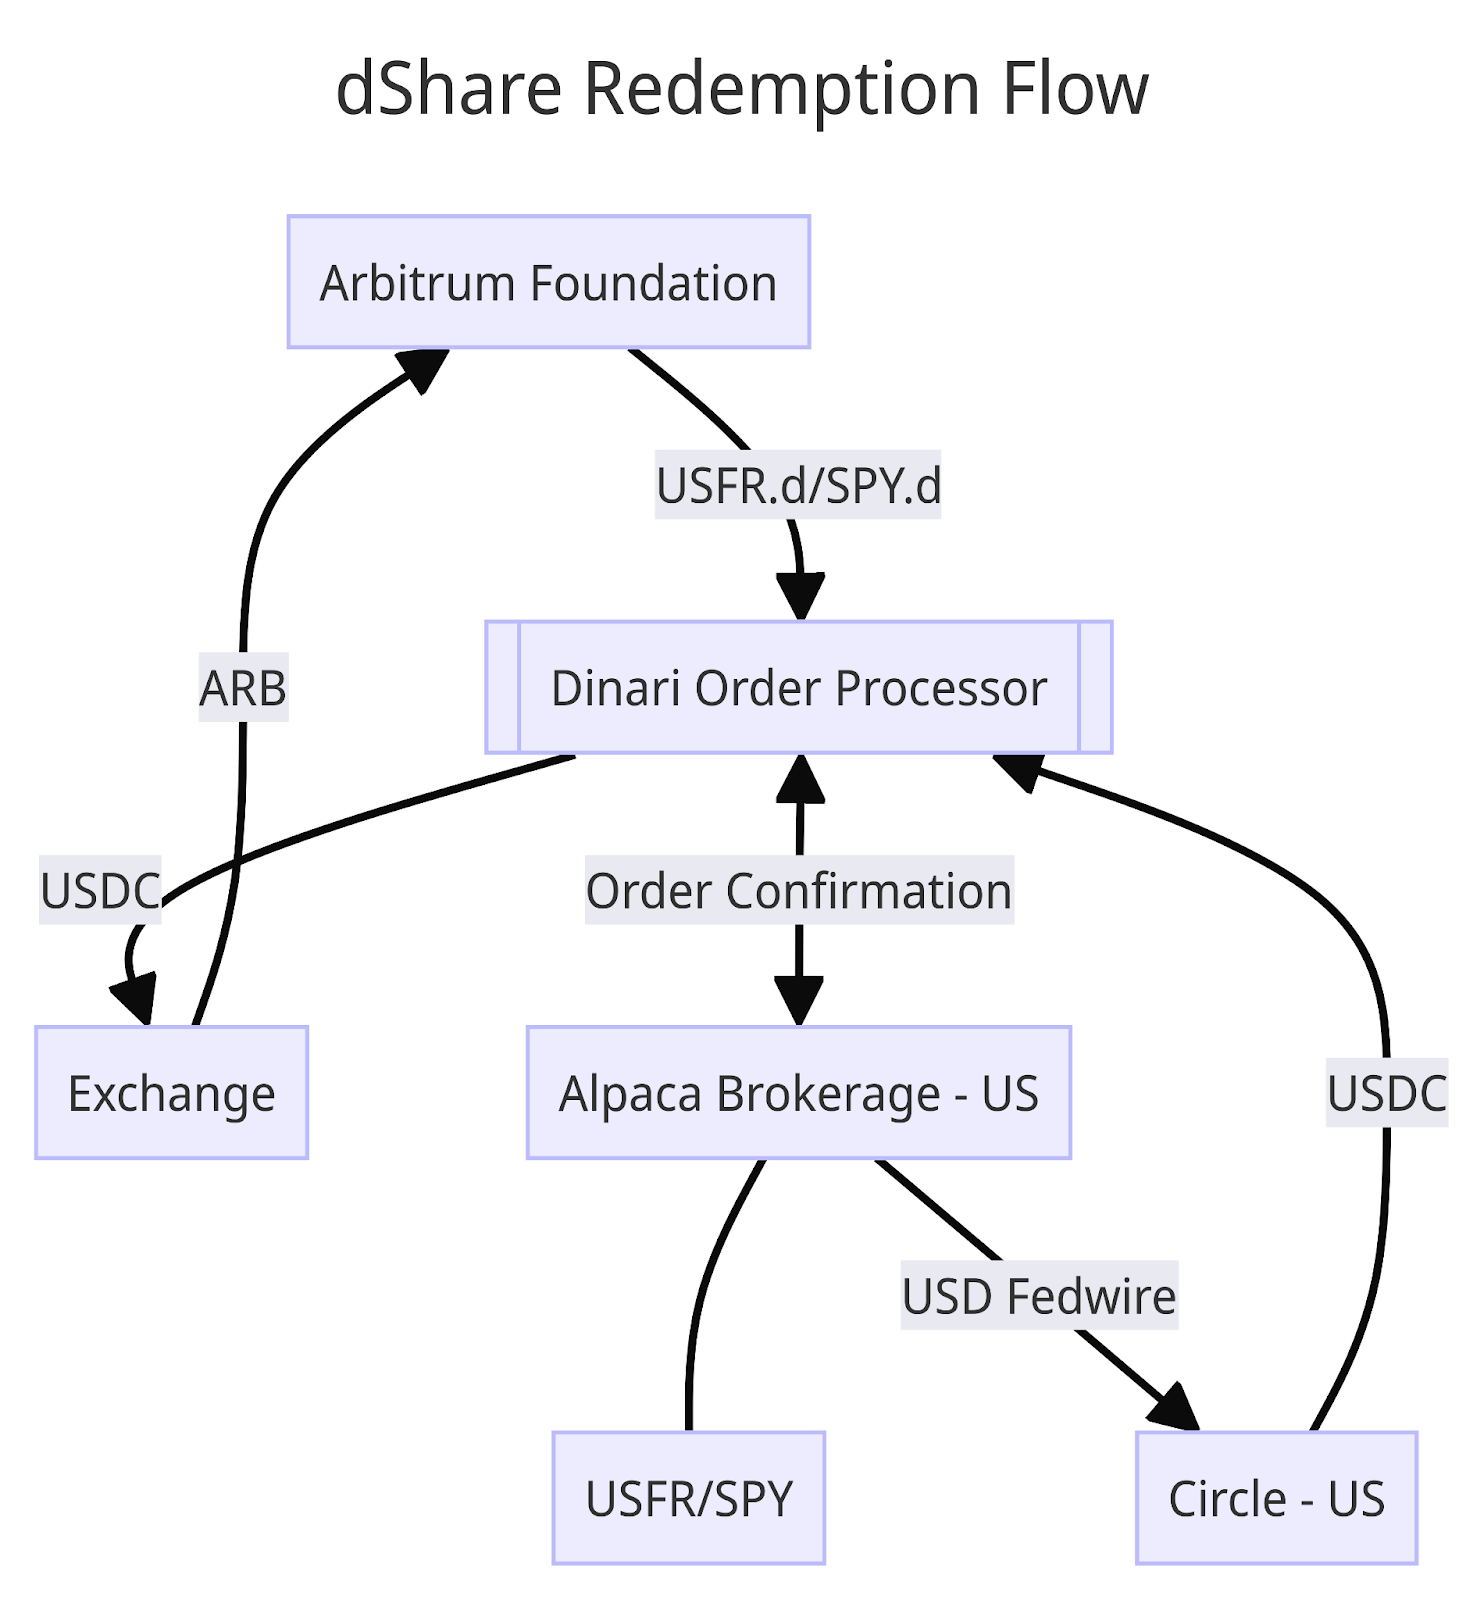 dShare Redemption Flow
Arbitrum Foundation
USFR.d/SPY.d
Dinari Order Processor
ARB
USDC
Order Confirmation
Exchange
Alpaca Brokerage - US
USDC
USD Fedwire
USFR/SPY
Circle - US